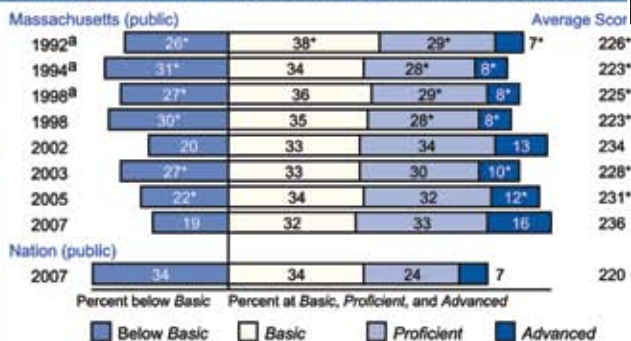 Massachusetts (public) Average Scor
1992ª 26* 38* 29* 7* 226*
1994ª 31* 34 28* 8* 223*
1998ª 27* 36 29* 8* 225*
1998 30* 35 28* 8* 223*
2002 20 33 34 13 234
2003 27* 33 30 10* 228*
2005 22* 34 32 12* 231*
2007 19 32 33 16 236
Nation (public)
2007 34 34 24 7 220
Percent below Basic Percent at Basic, Proficient, and Advanced
Below Basic Basic Proficient Advanced